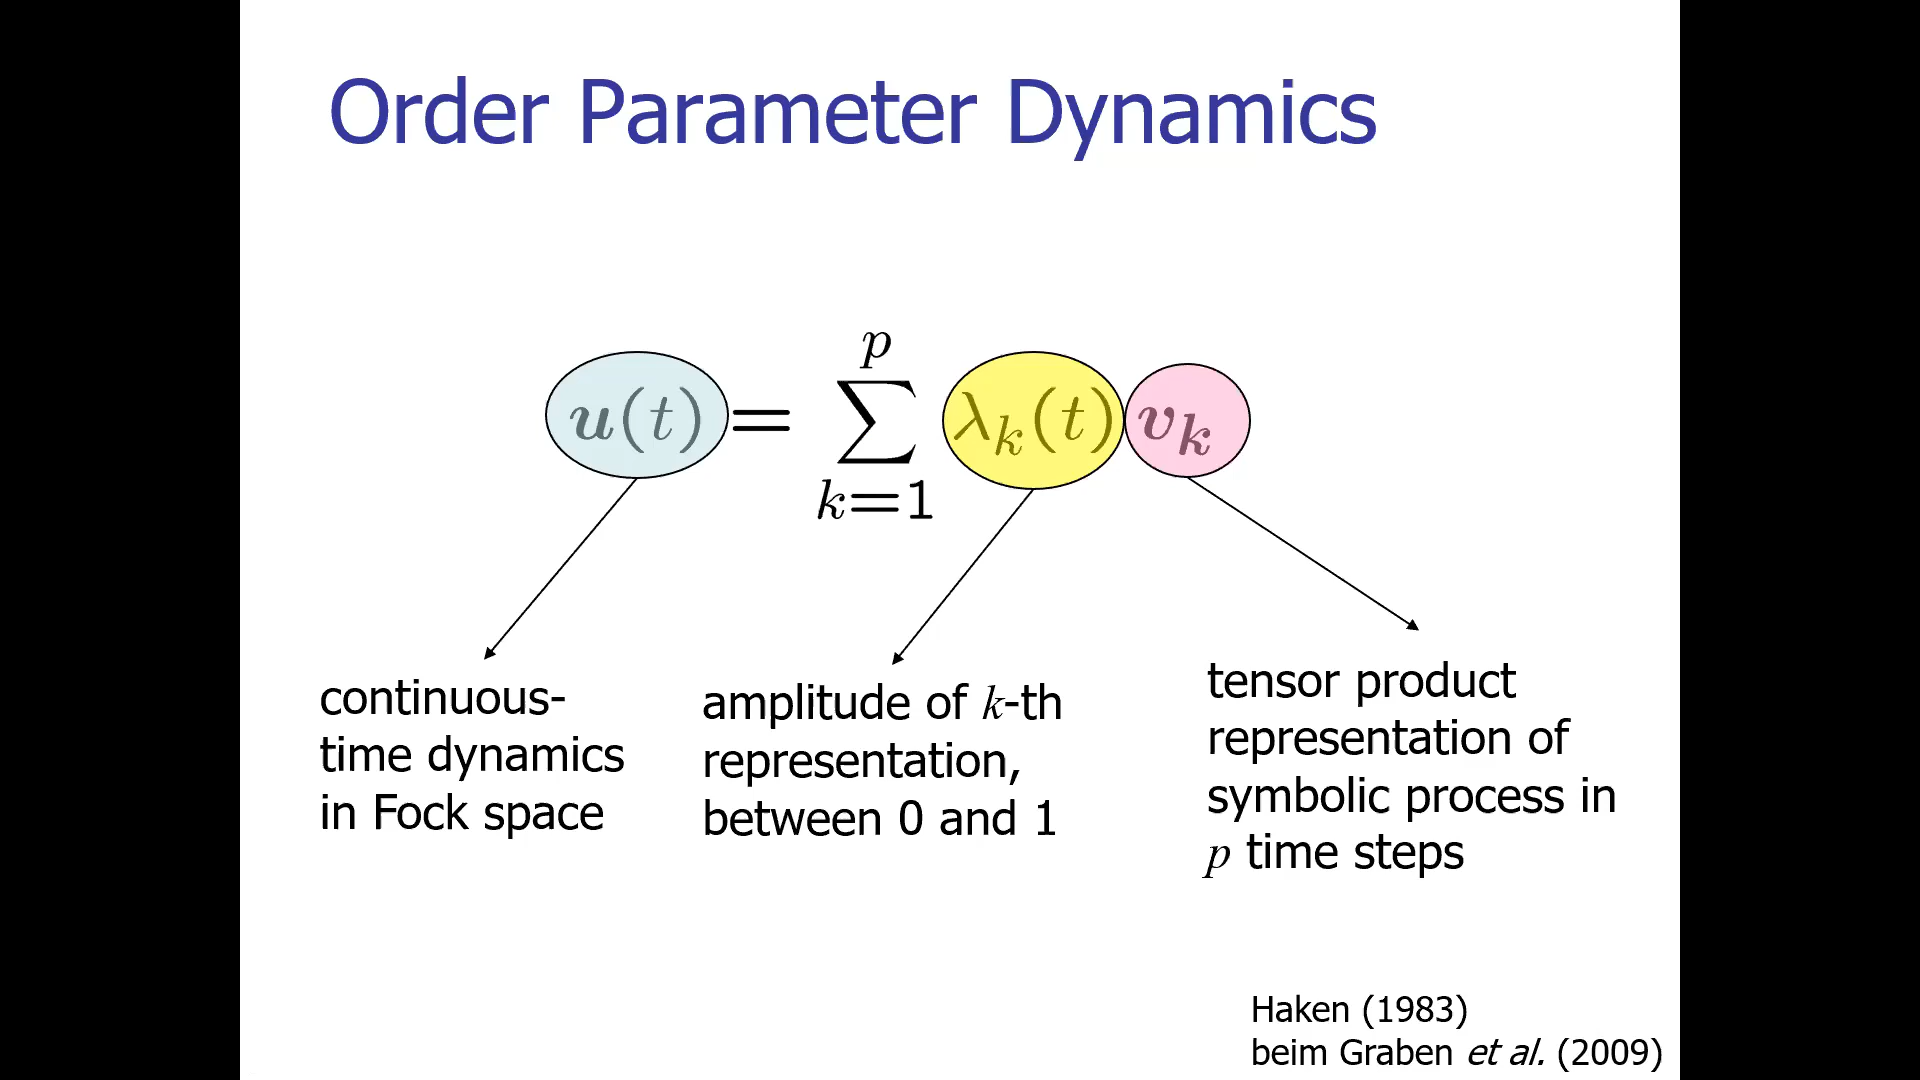 Order Parameter Dynamics
u(t) = ∑_{k=1}^{p} λ_k(t) v_k
continuous-
time dynamics
in Fock space
amplitude of k-th
representation,
between 0 and 1
tensor product
representation of
symbolic process in
p time steps
Haken (1983)
beim Graben et al. (2009)